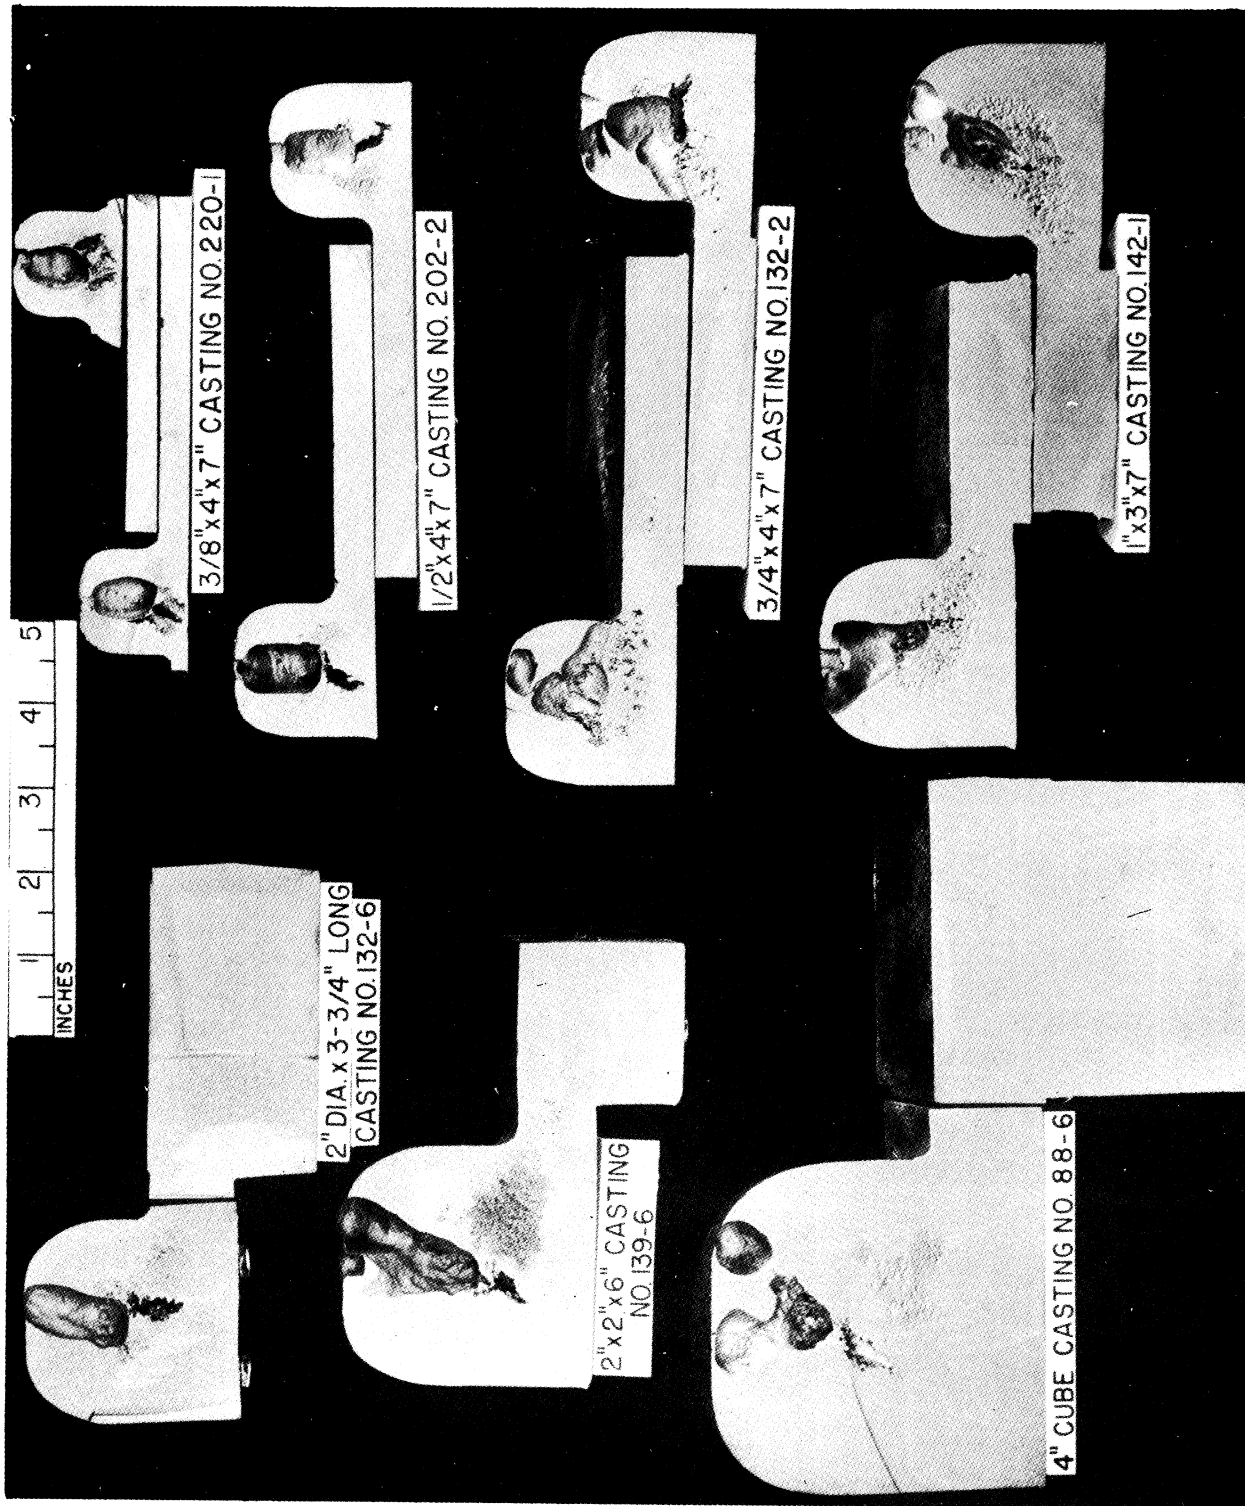 INCHES
1 2 3 4 5
3/8"x4"x7" CASTING NO. 220-1
2" DIA. x 3-3/4" LONG
CASTING NO. 132-6
1/2"x4"x7" CASTING NO. 202-2
2"x2"x6" CASTING
NO. 139-6
3/4"x4"x7" CASTING NO. 132-2
4" CUBE CASTING NO. 88-6
1"x3"x7" CASTING NO. 142-1